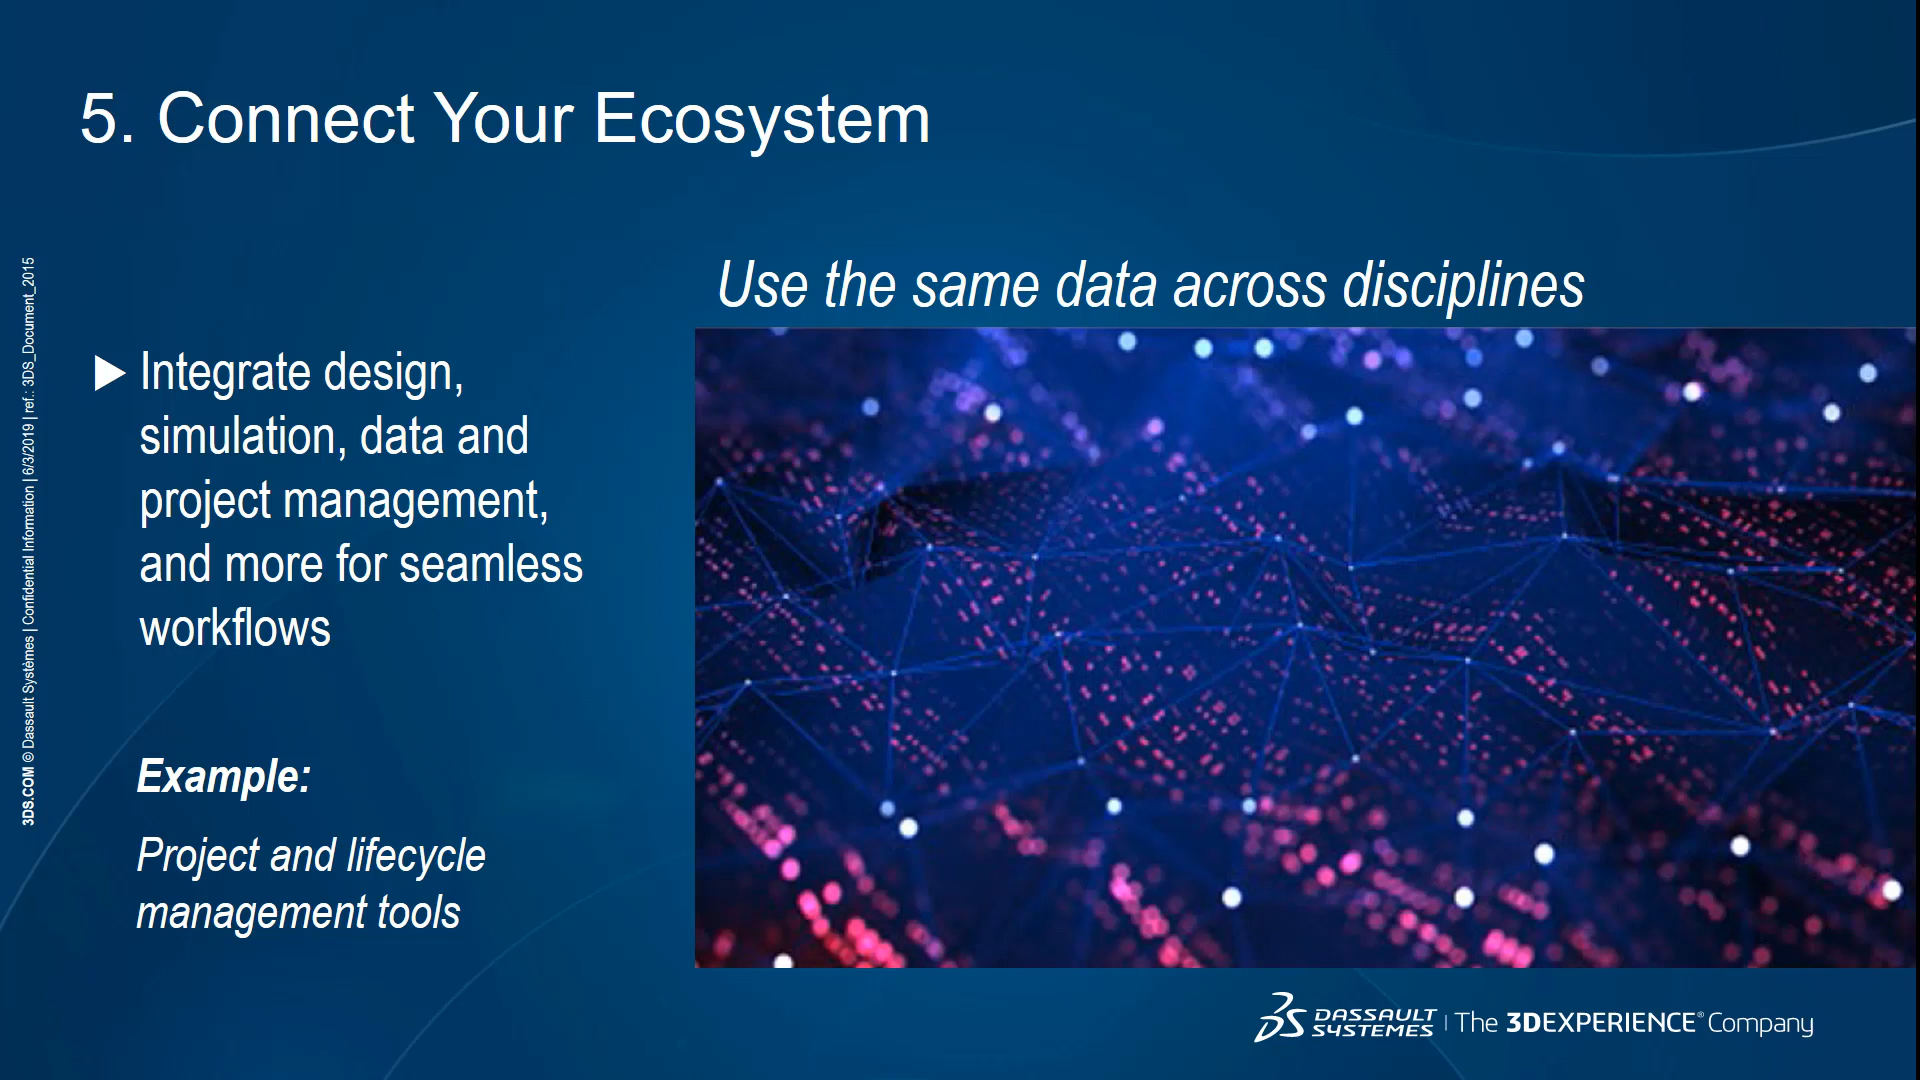 5. Connect Your Ecosystem
Use the same data across disciplines
Integrate design,
simulation, data and
project management,
and more for seamless
workflows
Example:
Project and lifecycle
management tools
3DS.COM © Dassault Systèmes | Confidential Information | 6/3/2019 | ref.: 3DS_Document_2015
3DS DASSAULT SYSTEMES | The 3DEXPERIENCE® Company